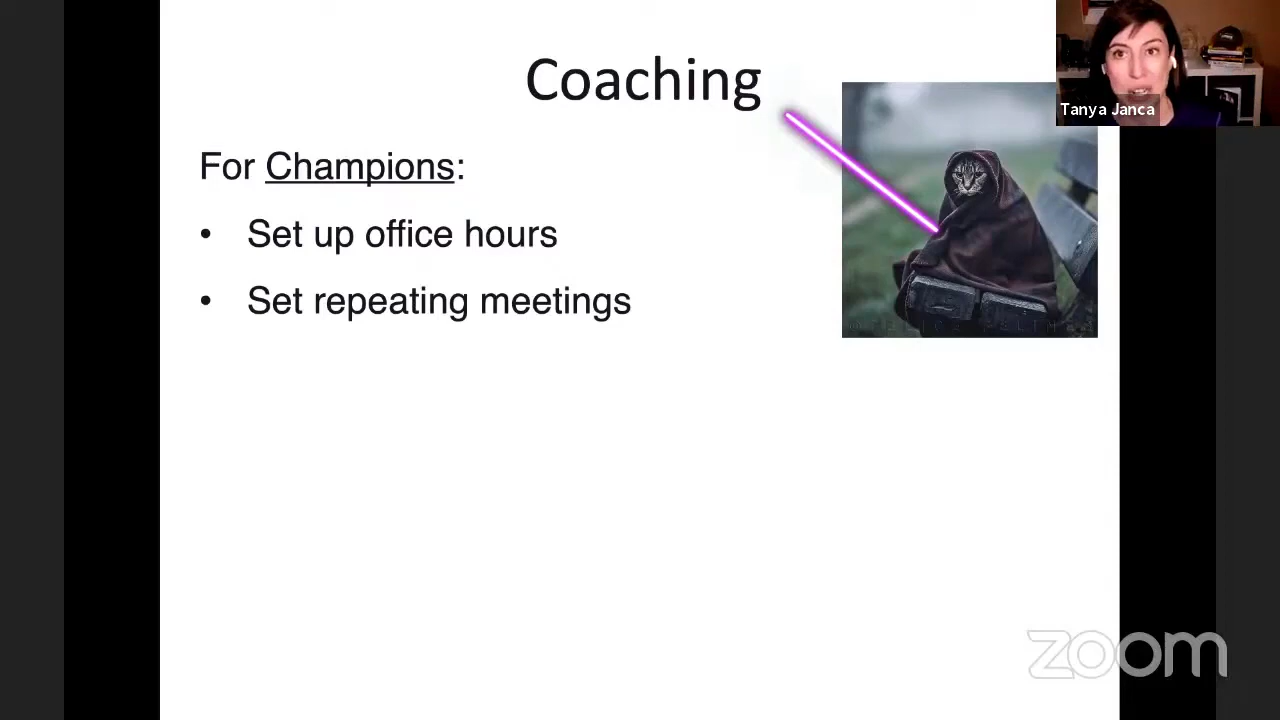 Coaching
Tanya Janca
For Champions:
• Set up office hours
• Set repeating meetings
zoom